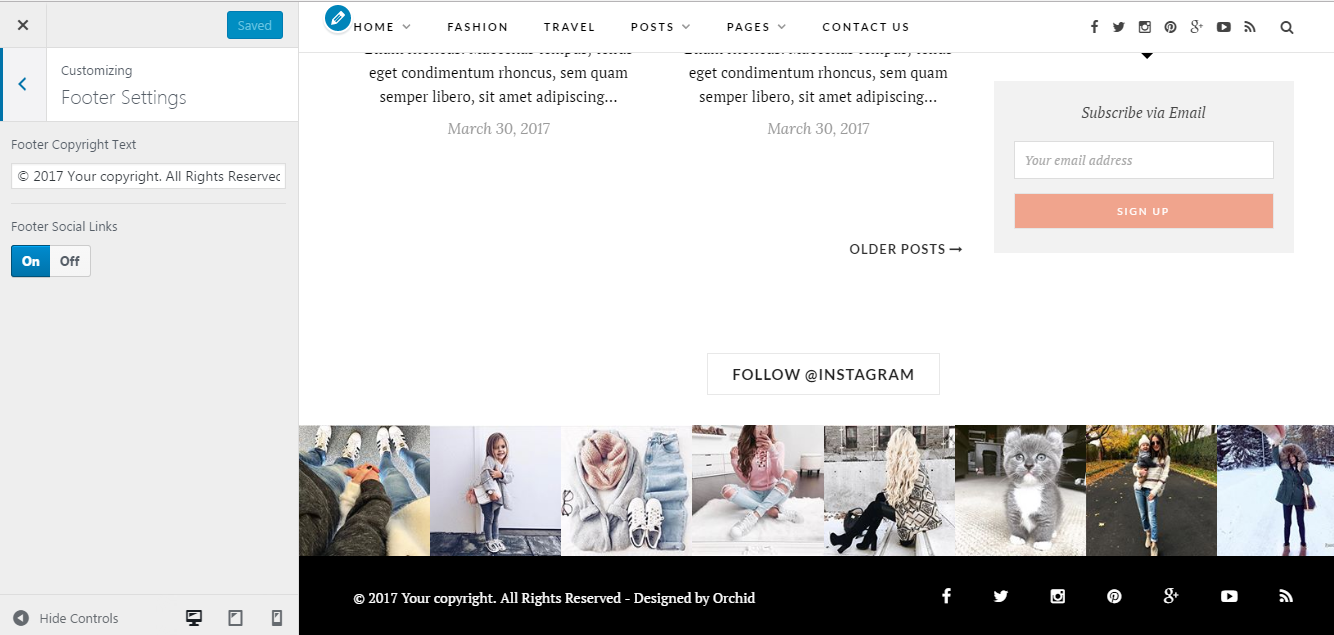 Saved
Customizing
Footer Settings
Footer Copyright Text
© 2017 Your copyright. All Rights Reserved
Footer Social Links
On Off
Hide Controls
HOME FASHION TRAVEL POSTS PAGES CONTACT US
eget condimentum rhoncus, sem quam
semper libero, sit amet adipiscing…
March 30, 2017
eget condimentum rhoncus, sem quam
semper libero, sit amet adipiscing…
March 30, 2017
Subscribe via Email
Your email address
SIGN UP
OLDER POSTS →
FOLLOW @INSTAGRAM
© 2017 Your copyright. All Rights Reserved - Designed by Orchid